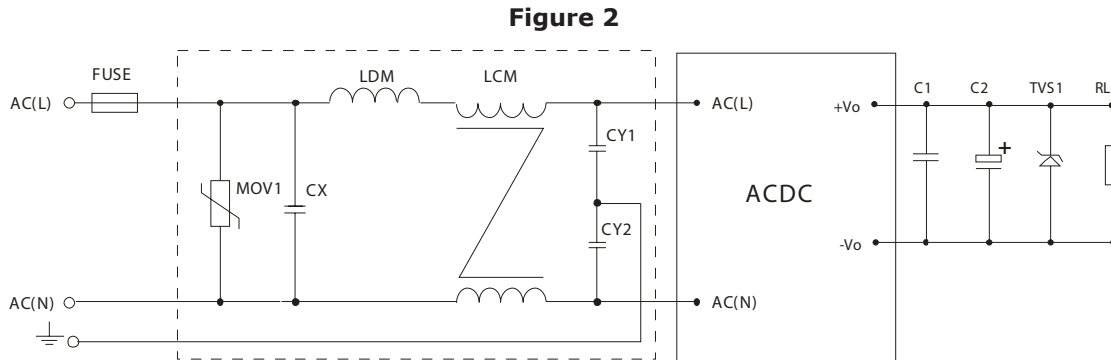 Figure 2
FUSE
LDM
LCM
C1
C2
TVS1
RL
AC(L)
AC(L)
+Vo
CY1
+
MOV1
CX
ACDC
CY2
-Vo
AC(N)
AC(N)